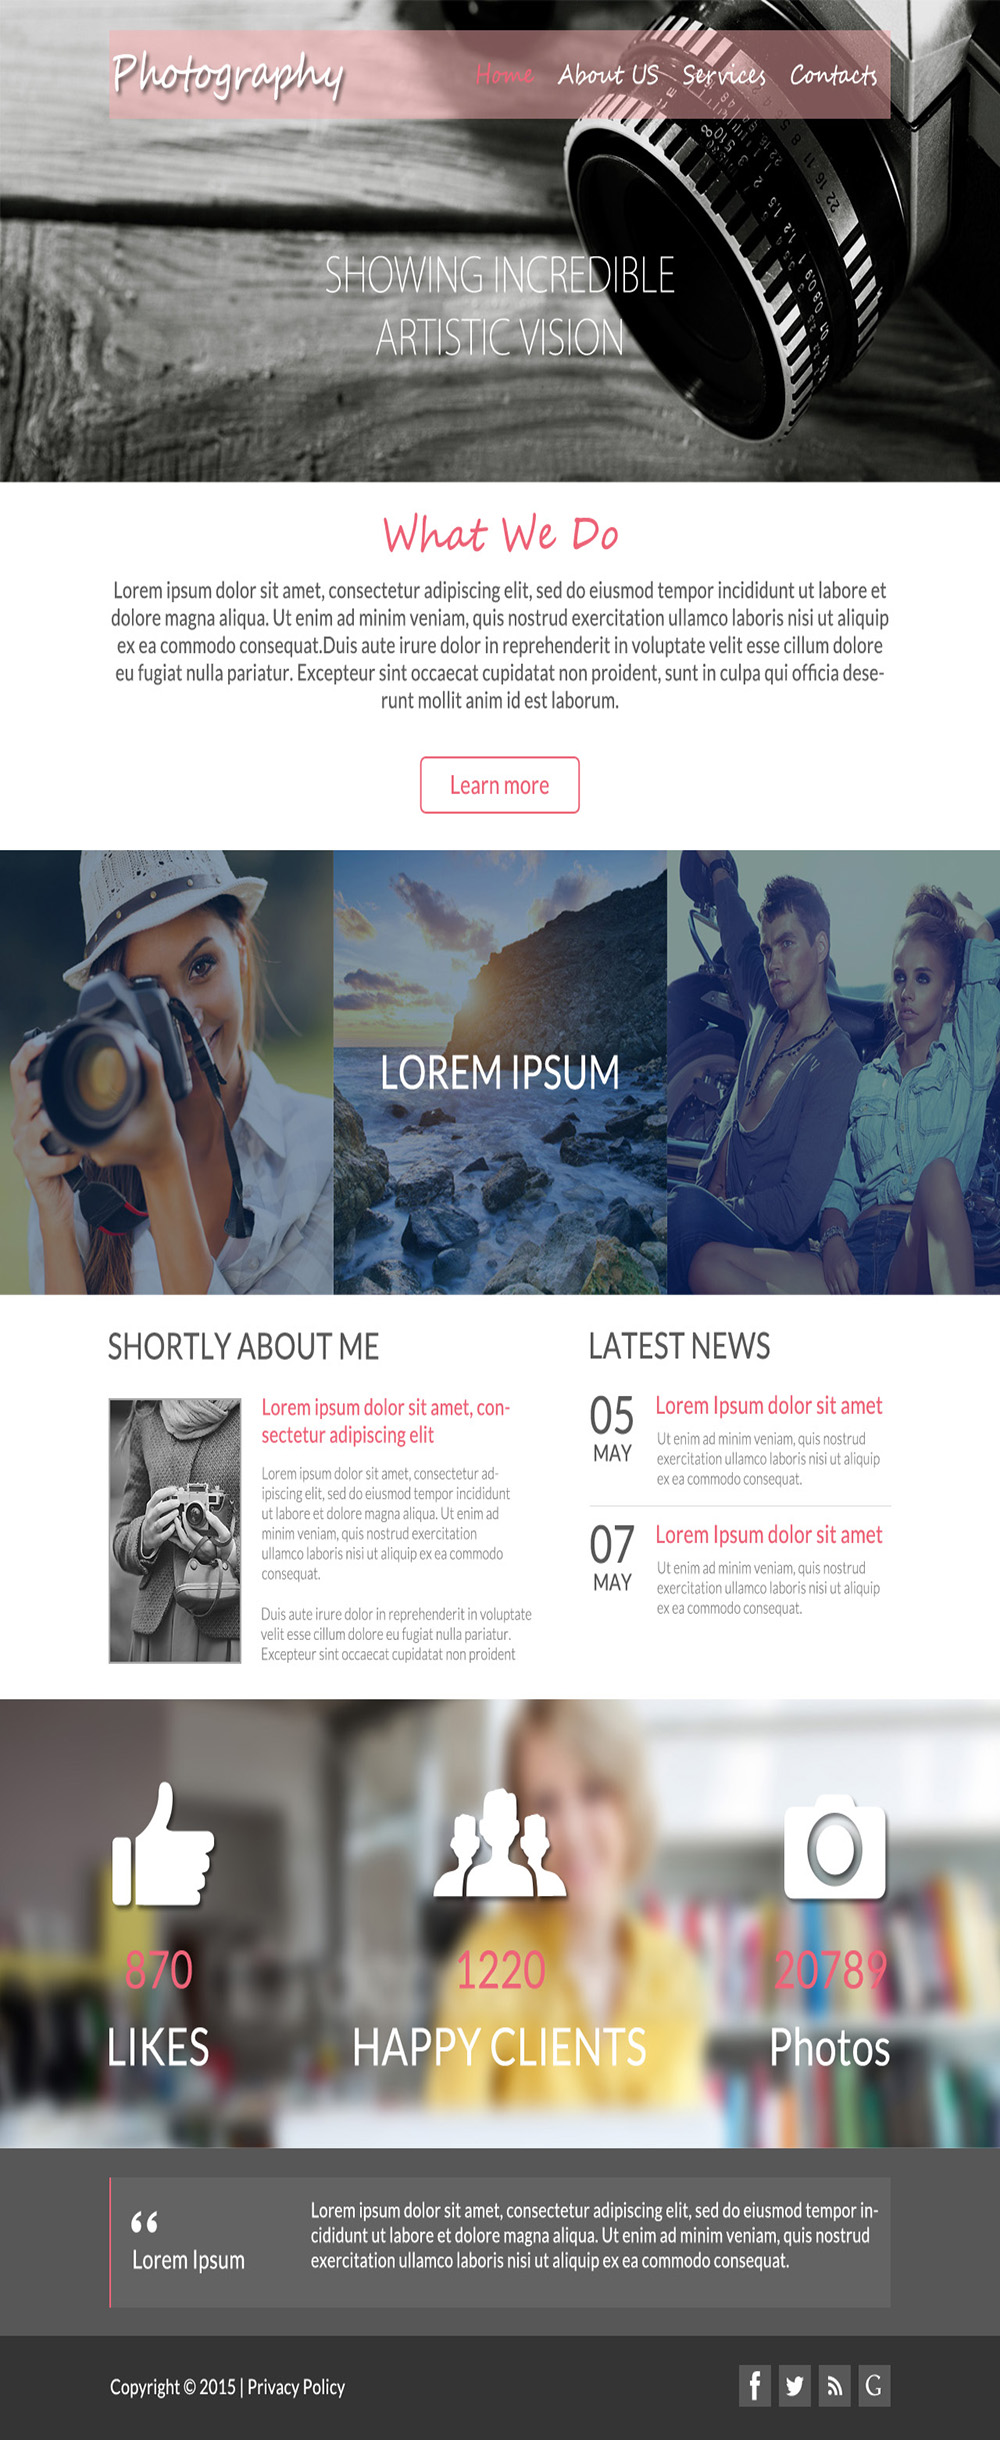 Photography
Home About US Services Contacts
SHOWING INCREDIBLE
ARTISTIC VISION
What We Do
Lorem ipsum dolor sit amet, consectetur adipiscing elit, sed do eiusmod tempor incididunt ut labore et
dolore magna aliqua. Ut enim ad minim veniam, quis nostrud exercitation ullamco laboris nisi ut aliquip
ex ea commodo consequat.Duis aute irure dolor in reprehenderit in voluptate velit esse cillum dolore
eu fugiat nulla pariatur. Excepteur sint occaecat cupidatat non proident, sunt in culpa qui officia dese-
runt mollit anim id est laborum.
Learn more
LOREM IPSUM
SHORTLY ABOUT ME
Lorem ipsum dolor sit amet, con-
sectetur adipiscing elit
Lorem ipsum dolor sit amet, consectetur ad-
ipiscing elit, sed do eiusmod tempor incididunt
ut labore et dolore magna aliqua. Ut enim ad
minim veniam, quis nostrud exercitation
ullamco laboris nisi ut aliquip ex ea commodo
consequat.
Duis aute irure dolor in reprehenderit in voluptate
velit esse cillum dolore eu fugiat nulla pariatur.
Excepteur sint occaecat cupidatat non proident
LATEST NEWS
05
MAY
Lorem Ipsum dolor sit amet
Ut enim ad minim veniam, quis nostrud
exercitation ullamco laboris nisi ut aliquip
ex ea commodo consequat.
07
MAY
Lorem Ipsum dolor sit amet
Ut enim ad minim veniam, quis nostrud
exercitation ullamco laboris nisi ut aliquip
ex ea commodo consequat.
870
LIKES
1220
HAPPY CLIENTS
20789
Photos
“
Lorem Ipsum
Lorem ipsum dolor sit amet, consectetur adipiscing elit, sed do eiusmod tempor in-
cididunt ut labore et dolore magna aliqua. Ut enim ad minim veniam, quis nostrud
exercitation ullamco laboris nisi ut aliquip ex ea commodo consequat.
Copyright © 2015 | Privacy Policy
f G